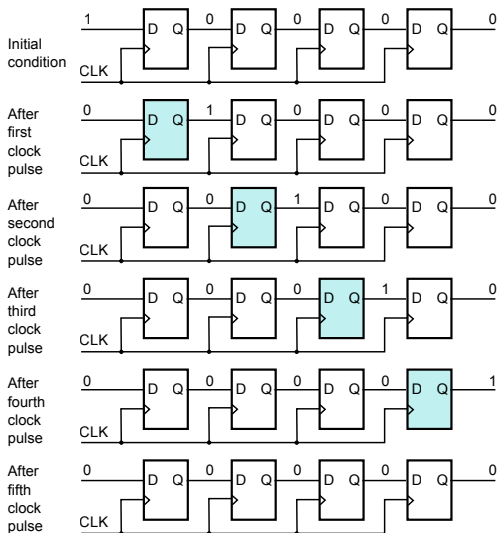 1 0 0 0 0
Initial
condition
D Q D Q D Q D Q
CLK
After
first
clock
pulse
0 1 0 0 0
D Q D Q D Q D Q
CLK
After
second
clock
pulse
0 0 1 0 0
D Q D Q D Q D Q
CLK
After
third
clock
pulse
0 0 0 1 0
D Q D Q D Q D Q
CLK
After
fourth
clock
pulse
0 0 0 0 1
D Q D Q D Q D Q
CLK
After
fifth
clock
pulse
0 0 0 0 0
D Q D Q D Q D Q
CLK